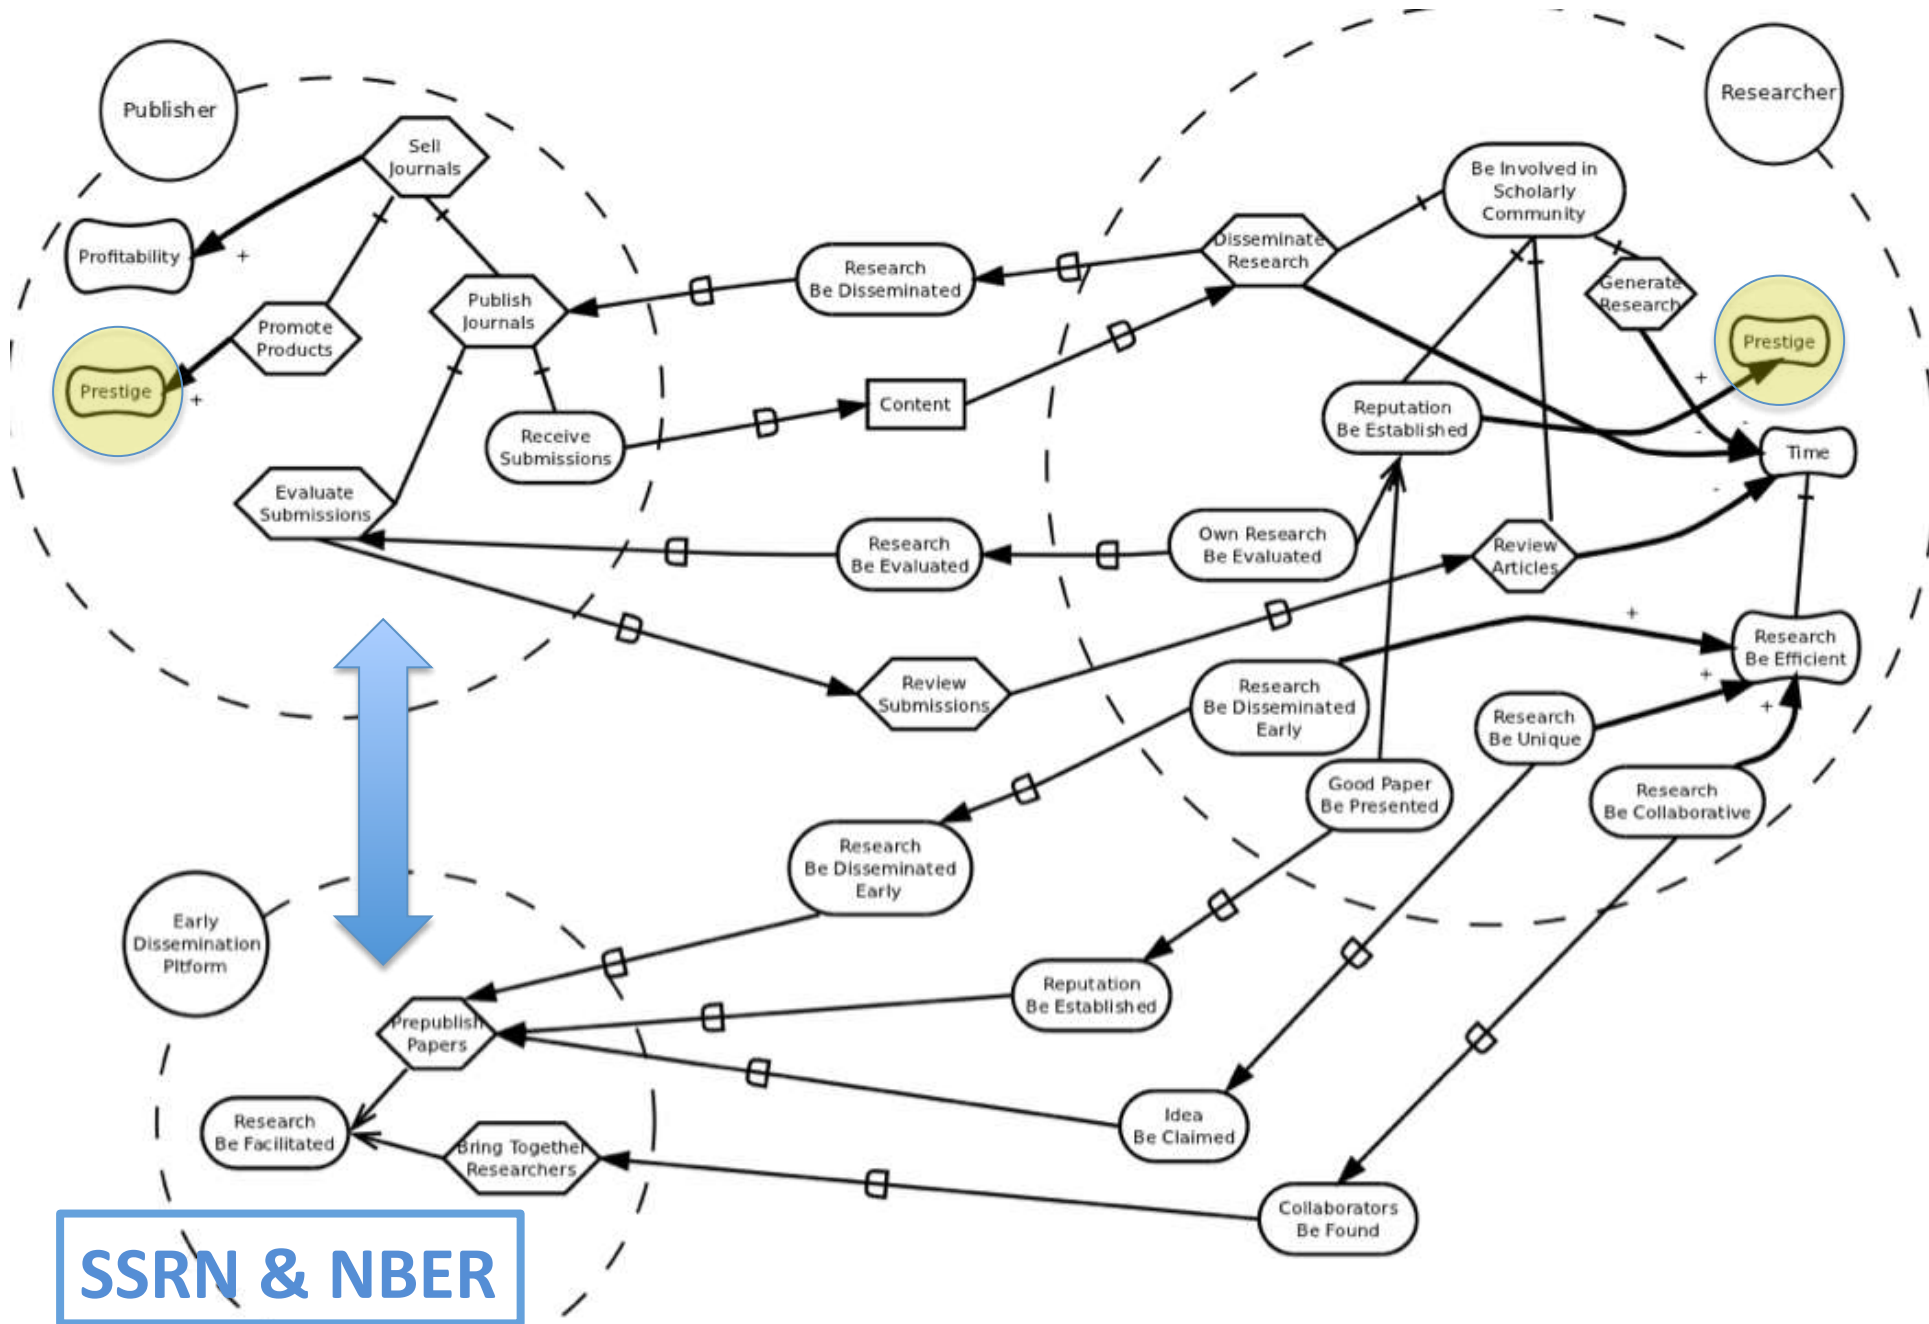 Publisher
Researcher
Sell
Journals
Be Involved in
Scholarly
Community
Profitability
+
Disseminate
Research
Research
Be Disseminated
Generate
Research
Publish
Journals
Promote
Products
Prestige
Prestige
+
+
Content
Reputation
Be Established
-
-
Time
Receive
Submissions
Evaluate
Submissions
-
Own Research
Be Evaluated
Research
Be Evaluated
Review
Articles
+
Research
Be Efficient
Review
Submissions
Research
Be Disseminated
Early
+
+
Research
Be Unique
Good Paper
Be Presented
Research
Be Collaborative
Research
Be Disseminated
Early
Early
Dissemination
Pltform
Reputation
Be Established
Prepublish
Papers
Research
Be Facilitated
Bring Together
Researchers
Idea
Be Claimed
Collaborators
Be Found
SSRN & NBER